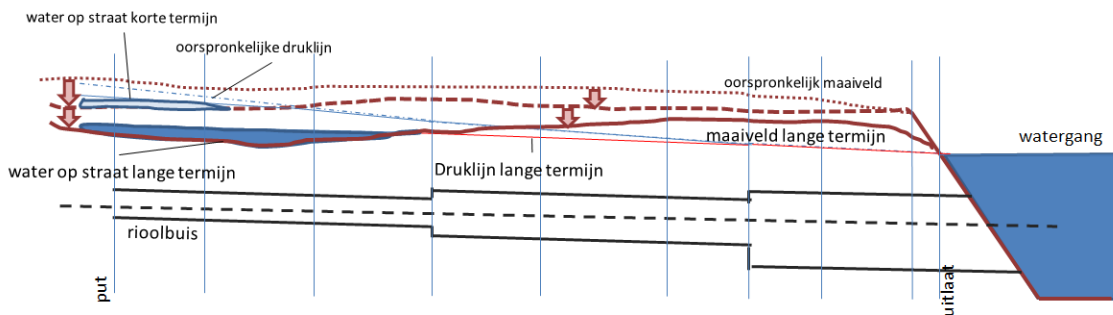 water op straat korte termijn
oorspronkelijke druklijn
oorspronkelijk maaiveld
maaiveld lange termijn
watergang
water op straat lange termijn
Druklijn lange termijn
rioolbuis
put
uitlaat